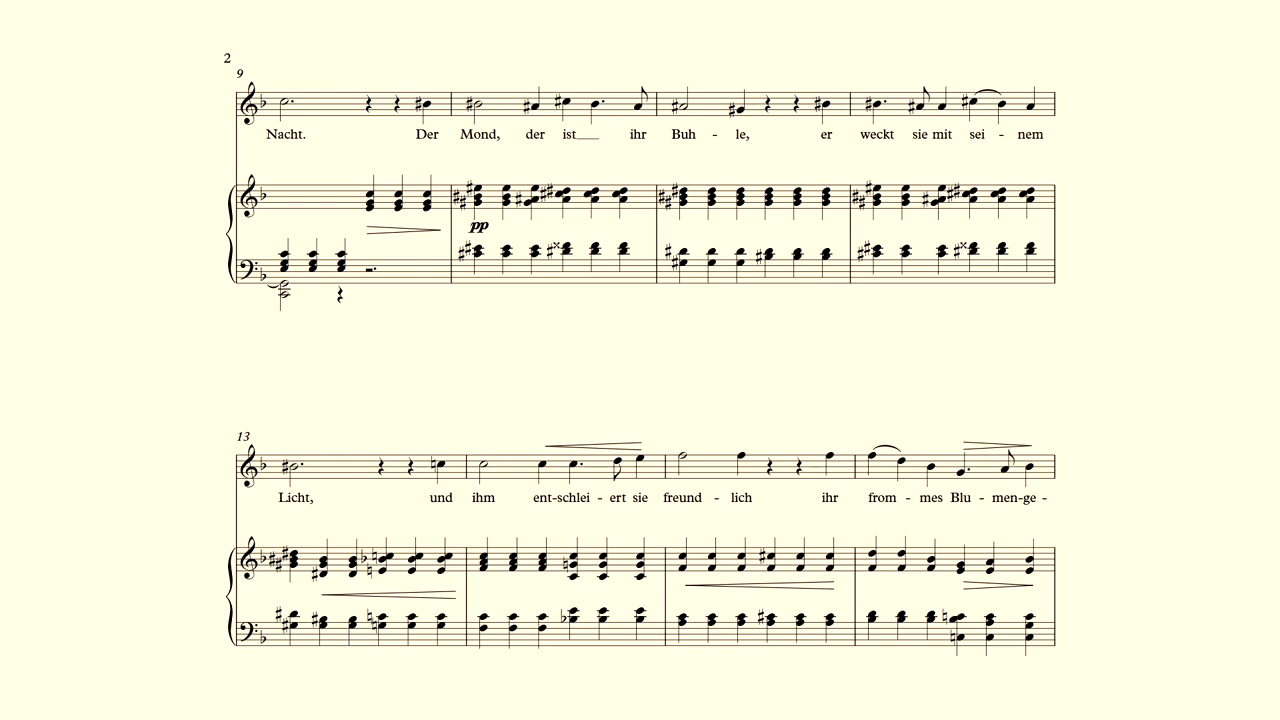 2
9
Nacht. Der Mond, der ist ihr Buh - le, er weckt sie mit sei - nem
pp
13
Licht, und ihm ent-schlei - ert sie freund - lich ihr from - mes Blu - men-ge -